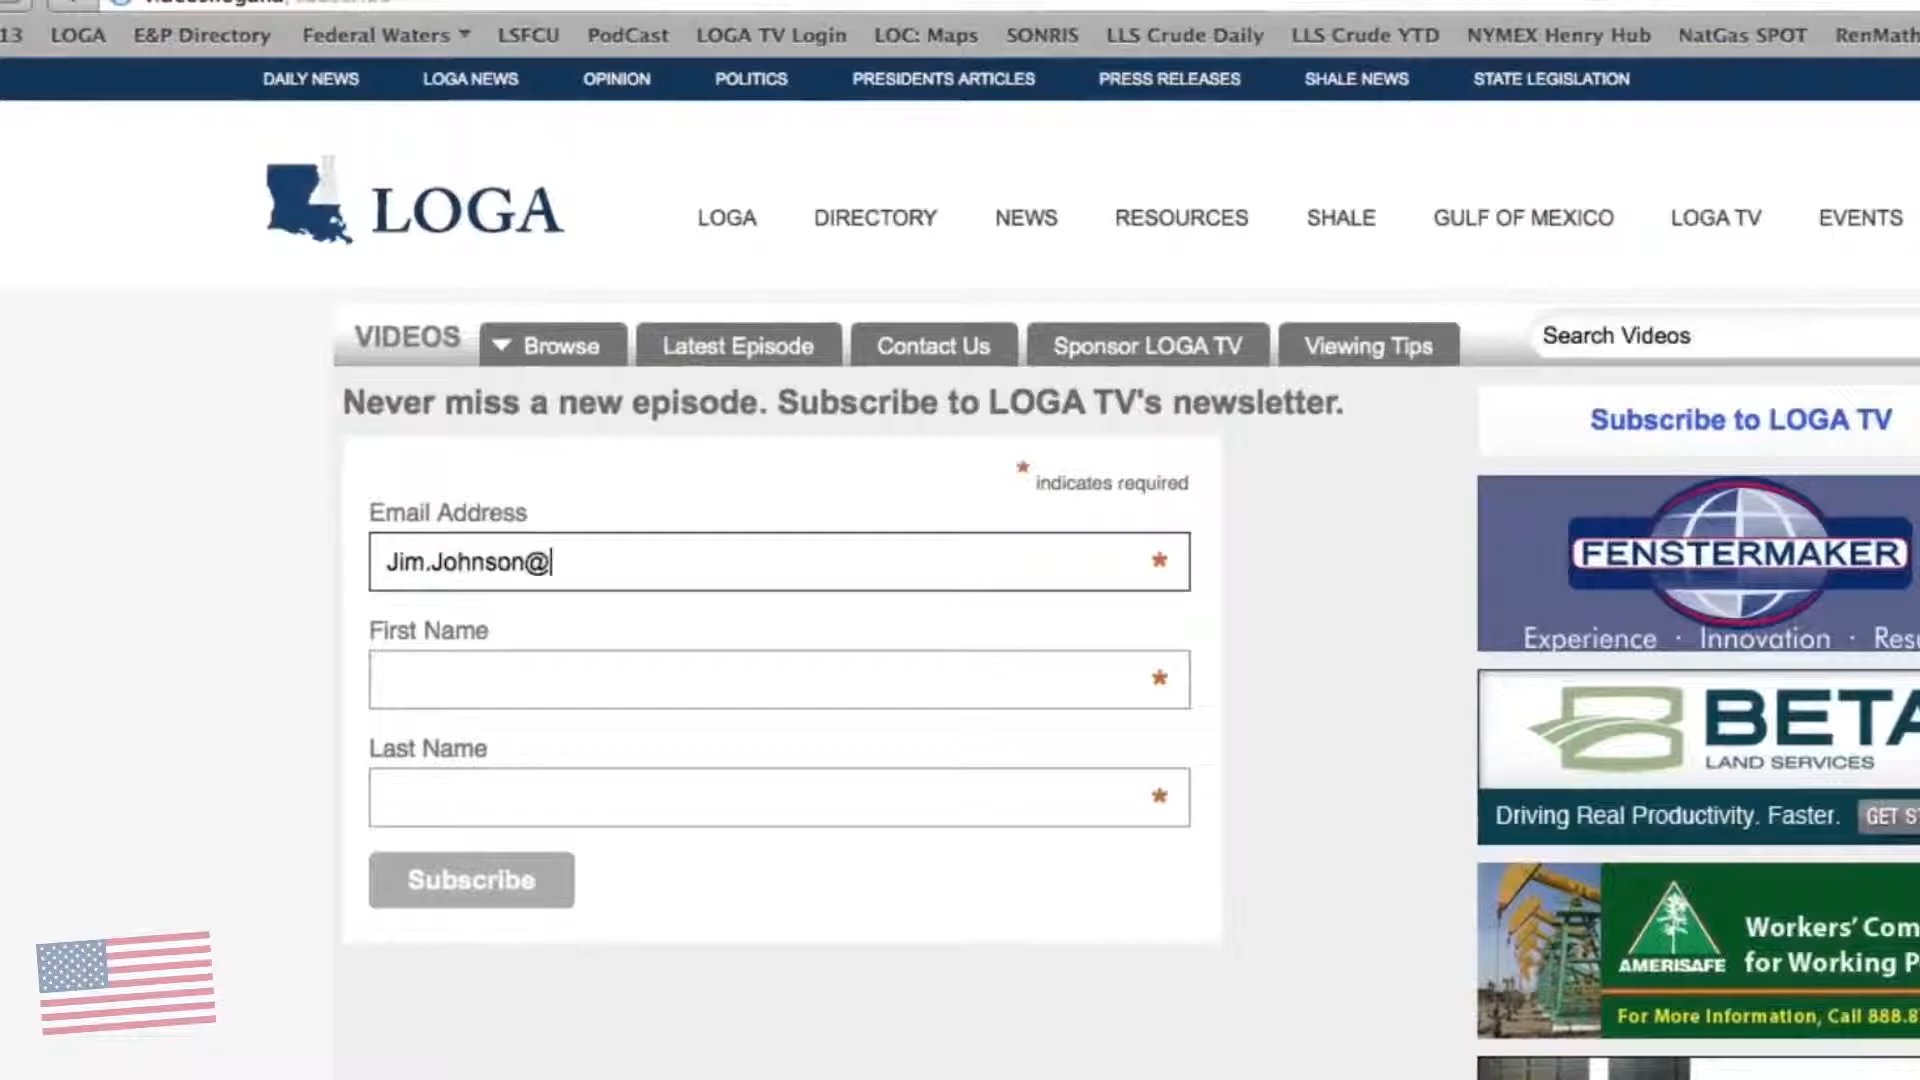 13 LOGA E&P Directory Federal Waters LSFCU PodCast LOGA TV Login LOC: Maps SONRIS LLS Crude Daily LLS Crude YTD NYMEX Henry Hub NatGas SPOT RenMath
DAILY NEWS LOGA NEWS OPINION POLITICS PRESIDENTS ARTICLES PRESS RELEASES SHALE NEWS STATE LEGISLATION
LOGA
LOGA DIRECTORY NEWS RESOURCES SHALE GULF OF MEXICO LOGA TV EVENTS
VIDEOS Browse Latest Episode Contact Us Sponsor LOGA TV Viewing Tips Search Videos
Never miss a new episode. Subscribe to LOGA TV's newsletter.
* indicates required
Email Address
Jim.Johnson@ *
First Name
*
Last Name
*
Subscribe
Subscribe to LOGA TV
FENSTERMAKER
Experience · Innovation · Resu
BETA
LAND SERVICES
Driving Real Productivity. Faster. GET S
AMERISAFE
Workers' Com
for Working P
For More Information, Call 888.8